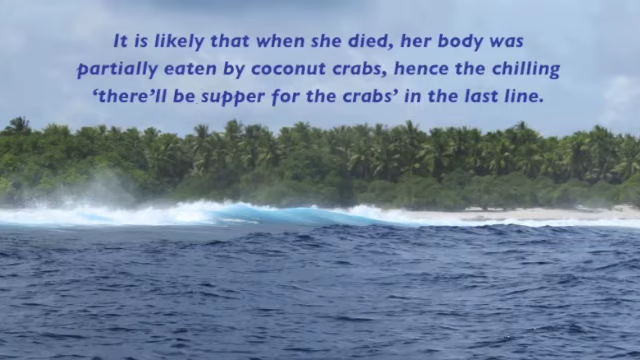 It is likely that when she died, her body was
partially eaten by coconut crabs, hence the chilling
‘there’ll be supper for the crabs’ in the last line.